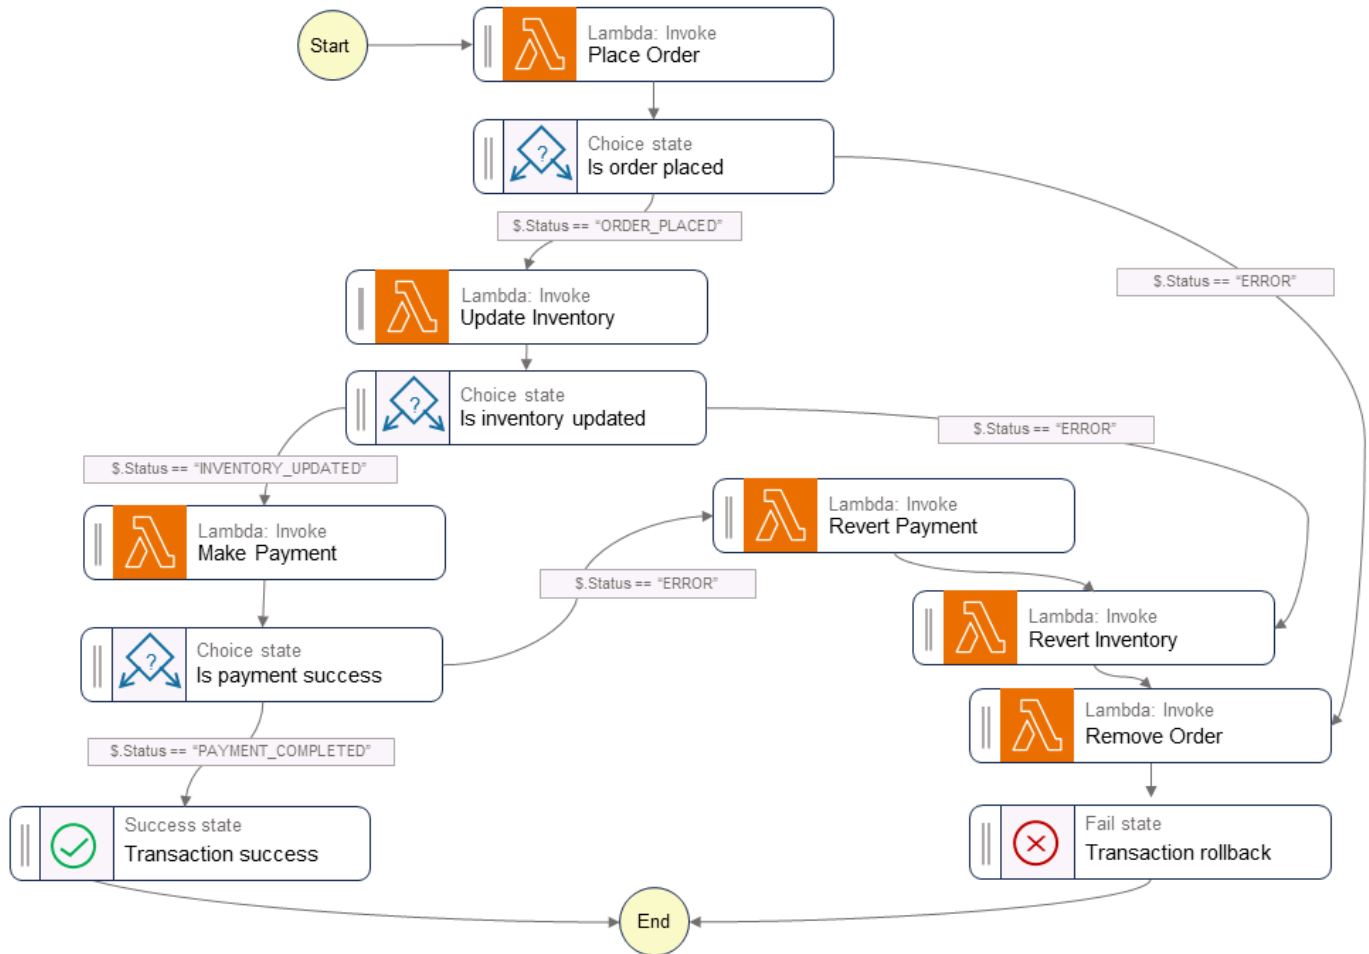 Start
Lambda: Invoke
Place Order
Choice state
Is order placed
$.Status == “ORDER_PLACED”
$.Status == “ERROR”
Lambda: Invoke
Update Inventory
Choice state
Is inventory updated
$.Status == “ERROR”
$.Status == “INVENTORY_UPDATED”
Lambda: Invoke
Revert Payment
Lambda: Invoke
Make Payment
$.Status == “ERROR”
Lambda: Invoke
Revert Inventory
Choice state
Is payment success
Lambda: Invoke
Remove Order
$.Status == “PAYMENT_COMPLETED”
Success state
Transaction success
Fail state
Transaction rollback
End